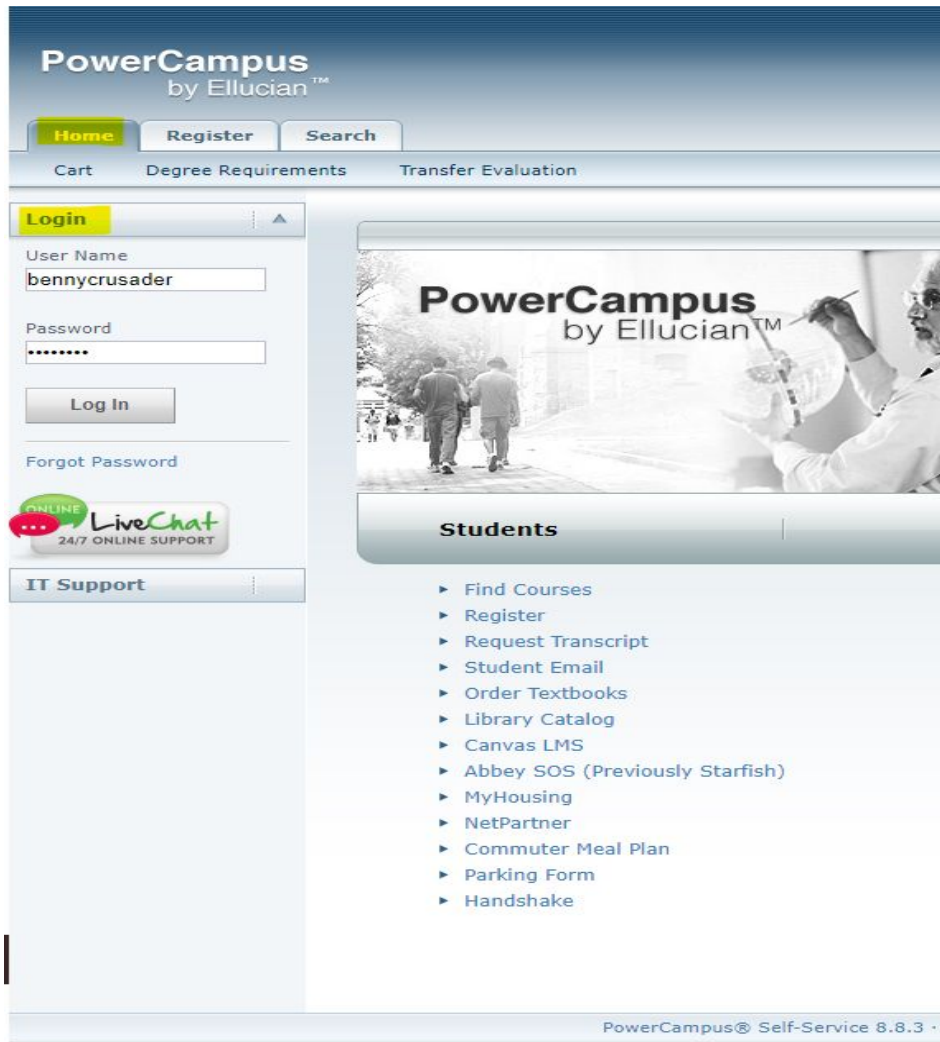 PowerCampus
by Ellucian™
Home Register Search
Cart Degree Requirements Transfer Evaluation
Login
User Name
bennycrusader
Password
••••••••
Log In
Forgot Password
ONLINE
LiveChat
24/7 ONLINE SUPPORT
IT Support
PowerCampus
by Ellucian™
Students
Find Courses
Register
Request Transcript
Student Email
Order Textbooks
Library Catalog
Canvas LMS
Abbey SOS (Previously Starfish)
MyHousing
NetPartner
Commuter Meal Plan
Parking Form
Handshake
PowerCampus® Self-Service 8.8.3 ·